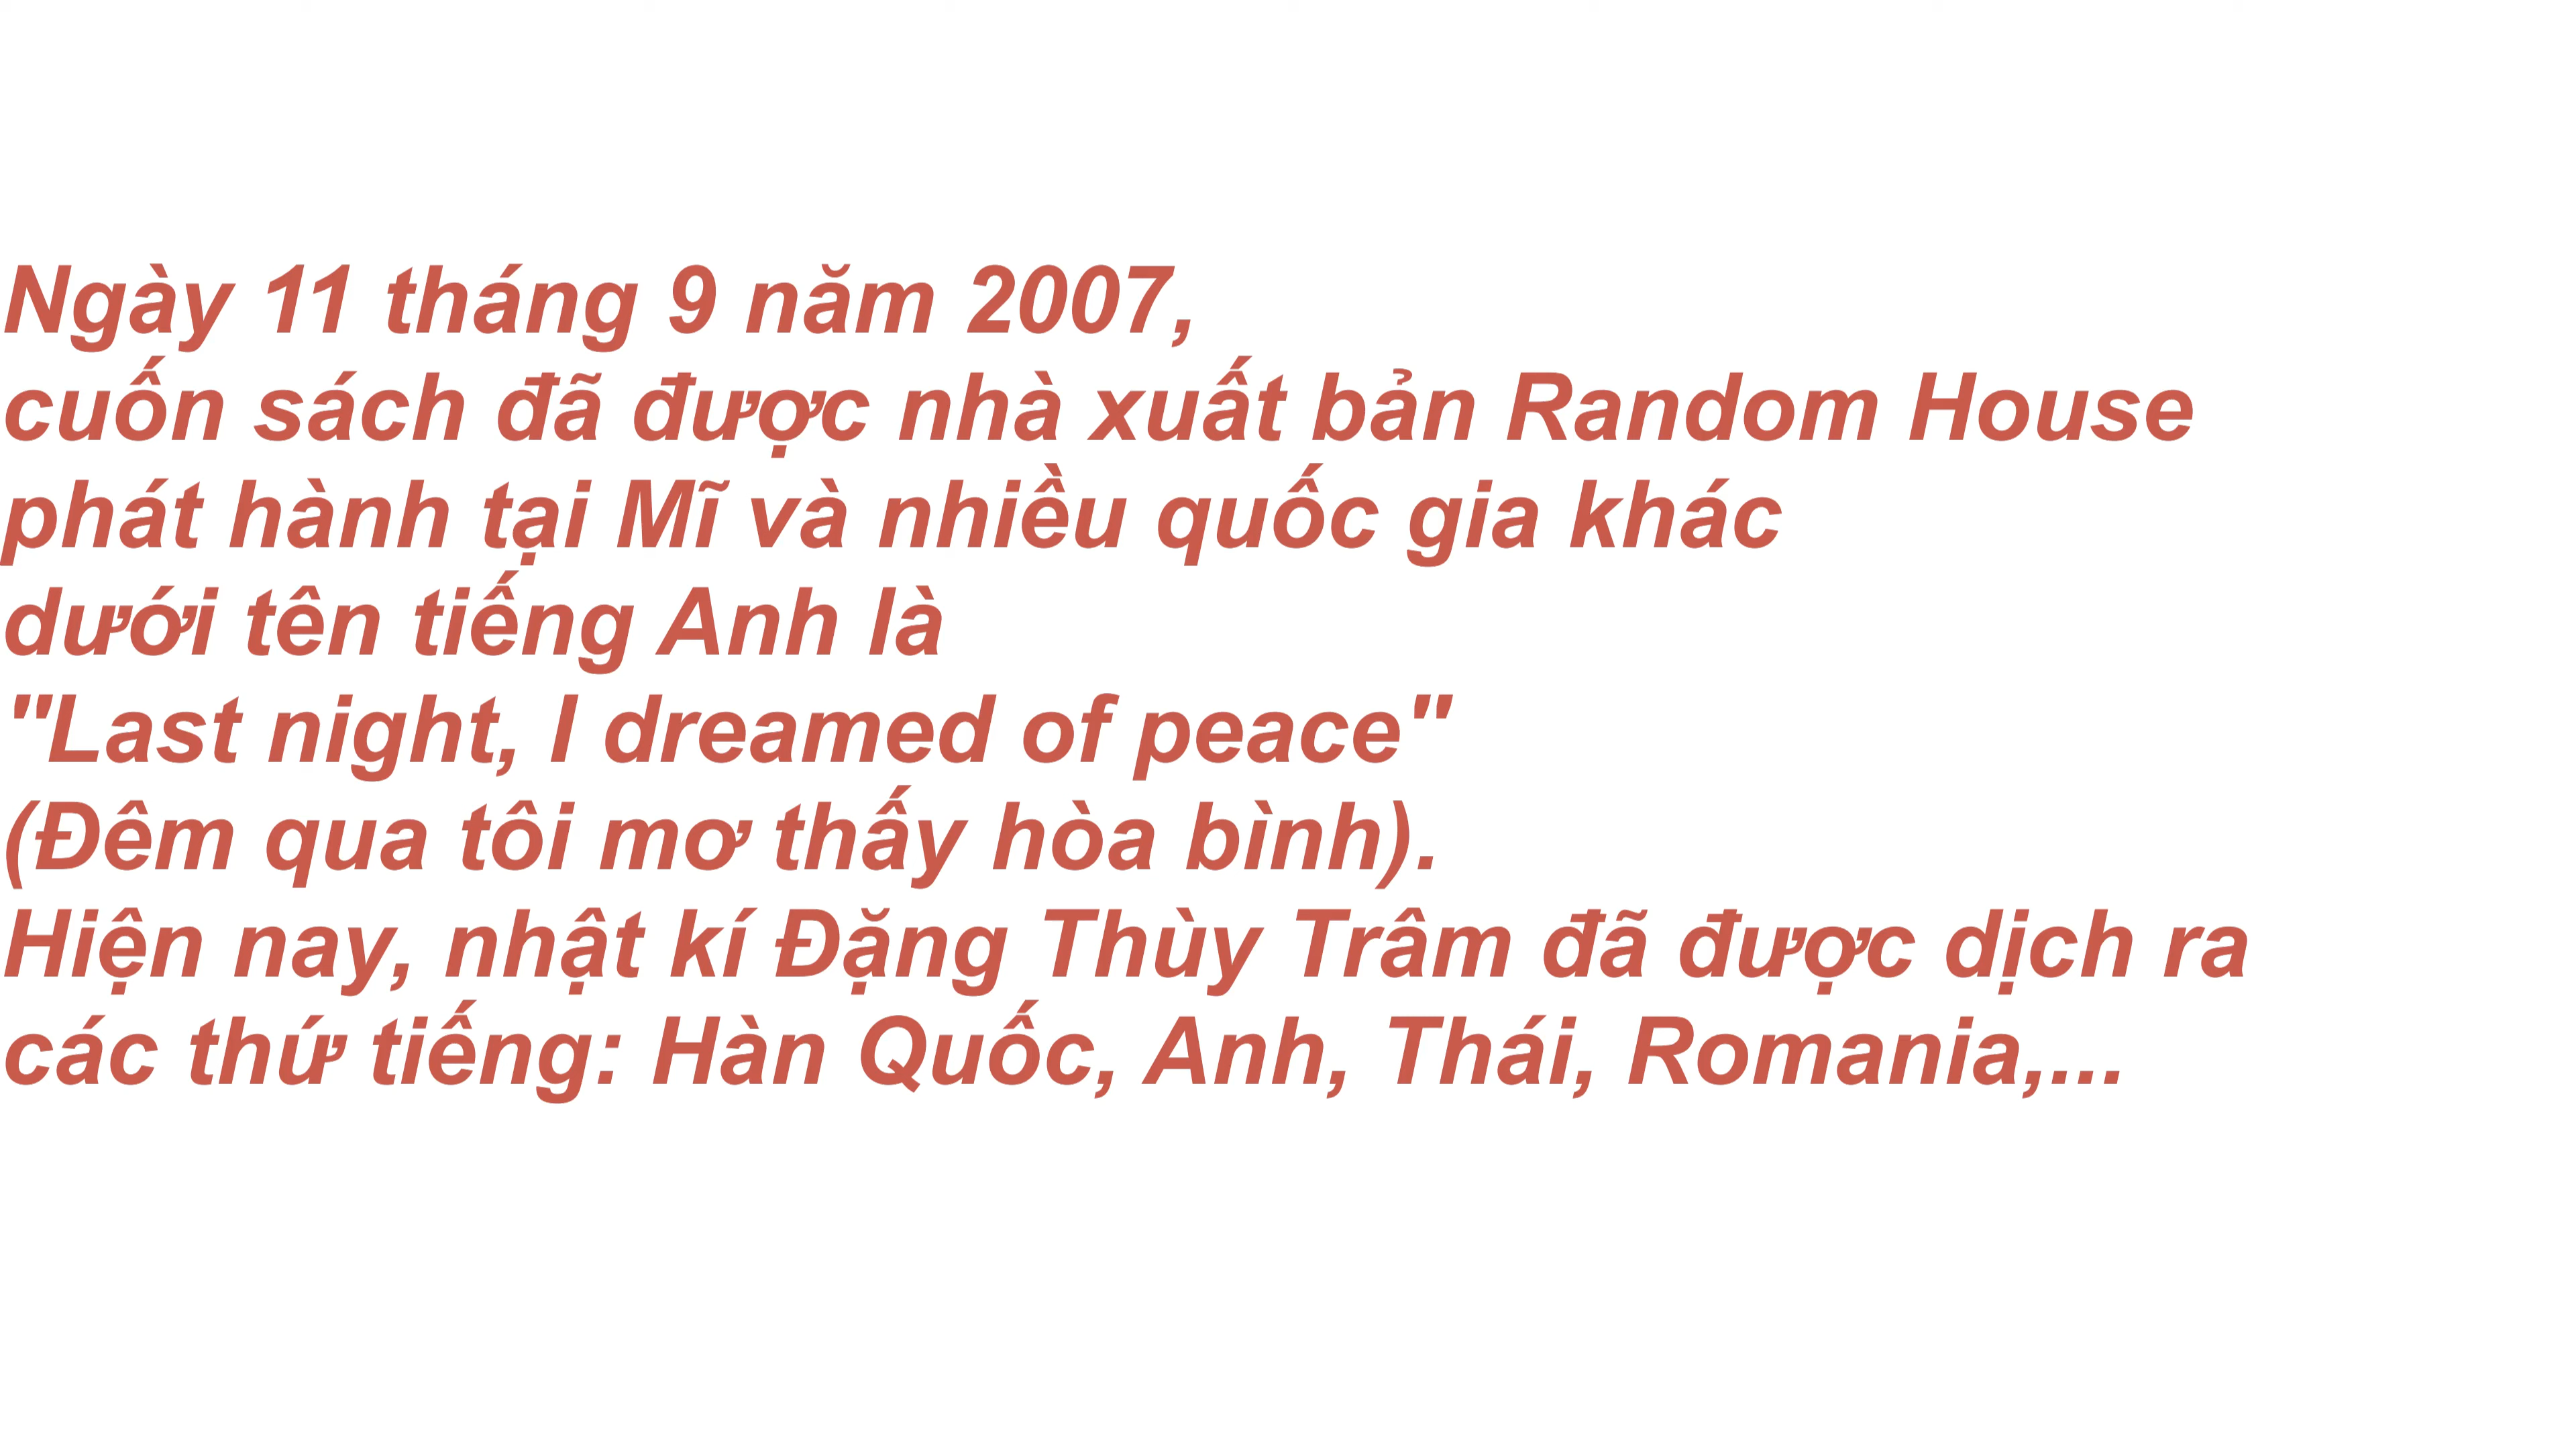 Ngày 11 tháng 9 năm 2007,
cuốn sách đã được nhà xuất bản Random House
phát hành tại Mĩ và nhiều quốc gia khác
dưới tên tiếng Anh là
"Last night, I dreamed of peace"
(Đêm qua tôi mơ thấy hòa bình).
Hiện nay, nhật kí Đặng Thùy Trâm đã được dịch ra
các thứ tiếng: Hàn Quốc, Anh, Thái, Romania,...